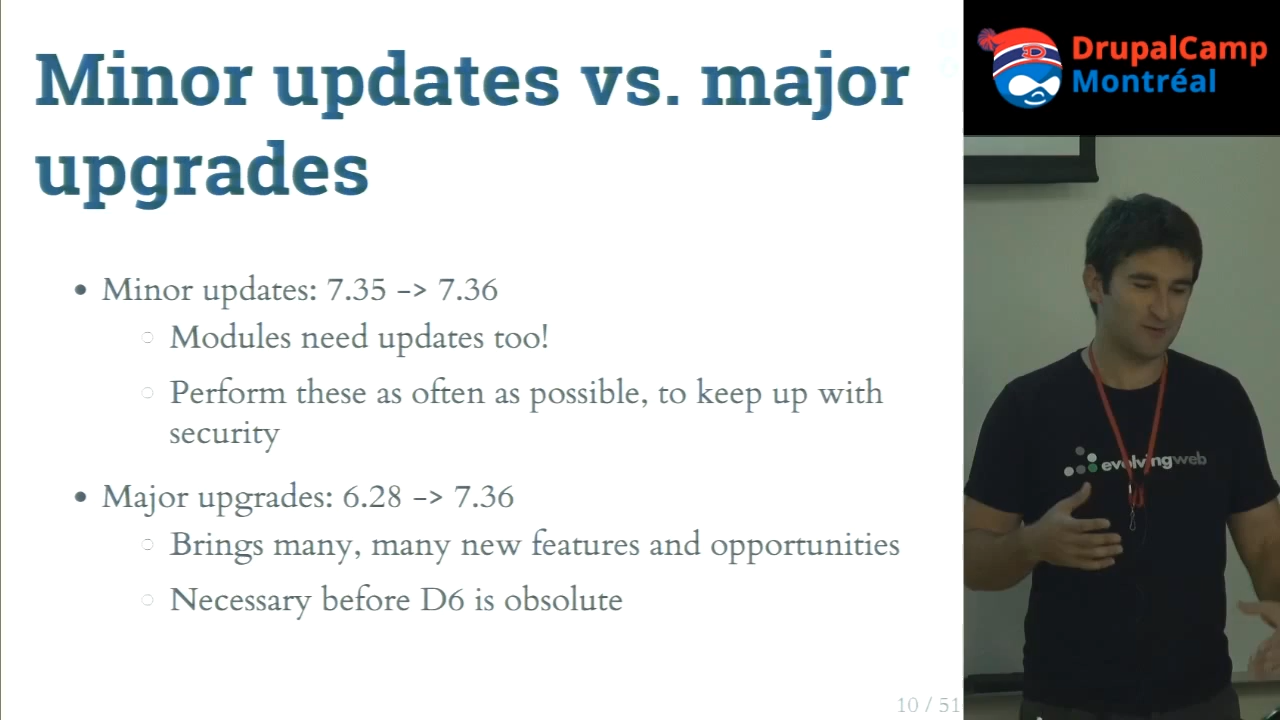 Minor updates vs. major
upgrades
• Minor updates: 7.35 -> 7.36
○ Modules need updates too!
○ Perform these as often as possible, to keep up with
security
• Major upgrades: 6.28 -> 7.36
○ Brings many, many new features and opportunities
○ Necessary before D6 is obsolute
10 / 51
DrupalCamp
Montréal
evolvingweb